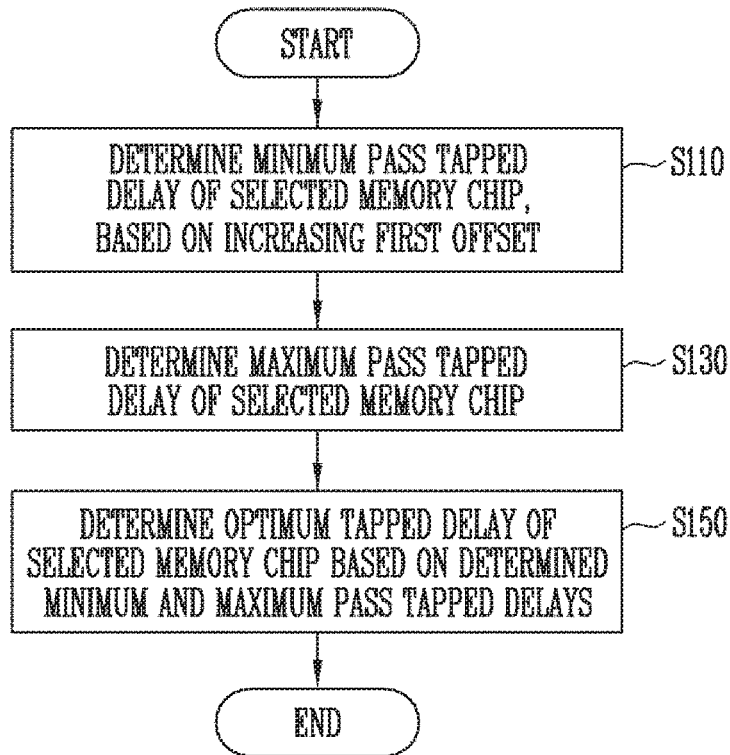 START
DETERMINE MINIMUM PASS TAPPED
DELAY OF SELECTED MEMORY CHIP,
BASED ON INCREASING FIRST OFFSET
S110
DETERMINE MAXIMUM PASS TAPPED
DELAY OF SELECTED MEMORY CHIP
S130
DETERMINE OPTIMUM TAPPED DELAY OF
SELECTED MEMORY CHIP BASED ON DETERMINED
MINIMUM AND MAXIMUM PASS TAPPED DELAYS
S150
END